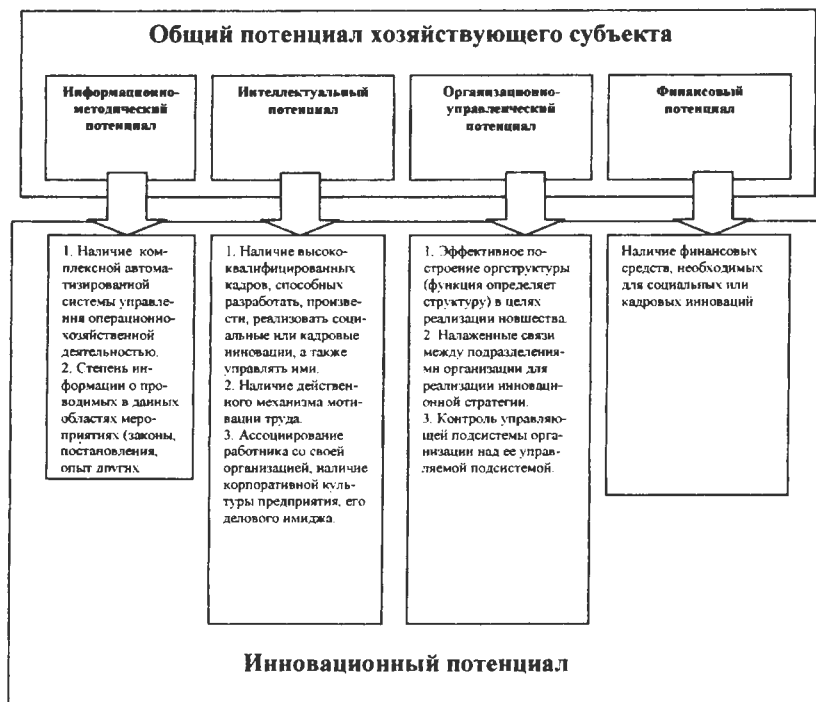 Общий потенциал хозяйствующего субъекта
Информационно-
методический
потенциал
Интеллектуальный
потенциал
Организационно-
управленческий
потенциал
Финансовый
потенциал
1. Наличие ком-
плексной автома-
тизированной
системы управле-
ния операционно-
хозяйственной
деятельностью.
2. Степень ин-
формации о про-
водимых в данных
областях меро-
приятиях (законы,
постановления,
опыт других
1. Наличие высоко-
квалифицированных
кадров, способных
разработать, произве-
сти, реализовать соци-
альные или кадровые
инновации, а также
управлять ими.
2. Наличие действен-
ного механизма моти-
вации труда.
3. Ассоциирование
работника со своей
организацией, наличие
корпоративной куль-
туры предприятия, его
делового имиджа.
1. Эффективное по-
строение оргструктуры
(функция определяет
структуру) в целях
реализации новшества.
2 Налаженные связи
между подразделения-
ми организации для
реализации инноваци-
онной стратегии.
3. Контроль управляю-
щей подсистемы орга-
низации над ее управ-
ляемой подсистемой.
Наличие финансовых
средств, необходимых
для социальных или
кадровых инноваций
Инновационный потенциал